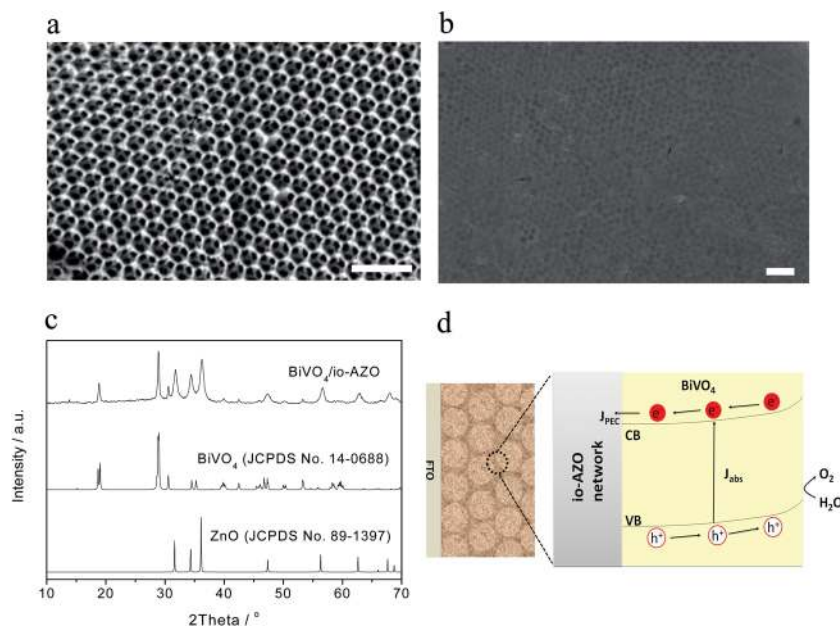 a
b
c
BiVO4/io-AZO
BiVO4 (JCPDS No. 14-0688)
ZnO (JCPDS No. 89-1397)
Intensity / a.u.
10 20 30 40 50 60 70
2Theta / °
d
FTO
io-AZO
network
BiVO4
e⁻ e⁻ e⁻
JPEC
CB
Jabs
O2
H2O
VB
h⁺ h⁺ h⁺